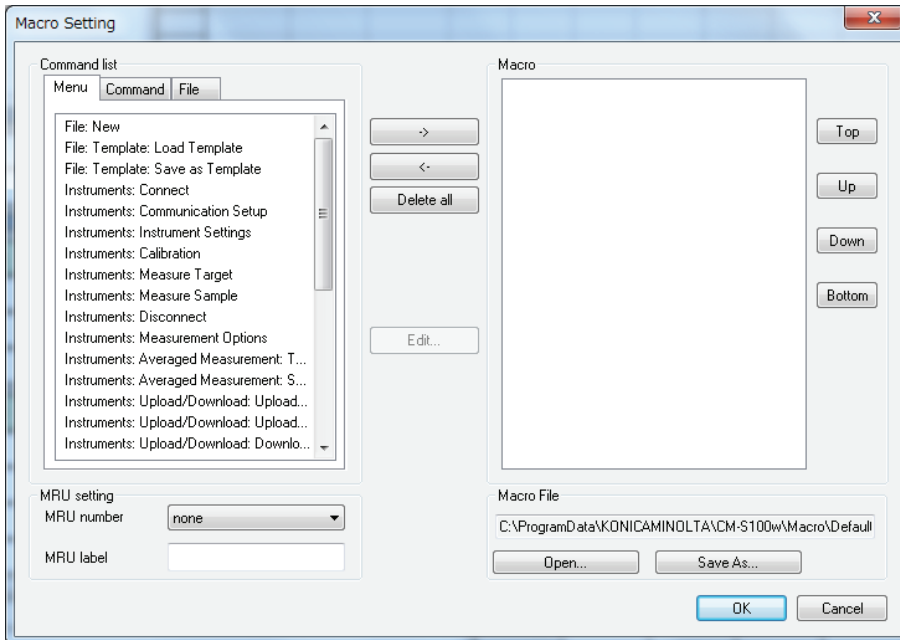 Macro Setting
Command list
Menu
Command
File
File: New
File: Template: Load Template
File: Template: Save as Template
Instruments: Connect
Instruments: Communication Setup
Instruments: Instrument Settings
Instruments: Calibration
Instruments: Measure Target
Instruments: Measure Sample
Instruments: Disconnect
Instruments: Measurement Options
Instruments: Averaged Measurement: T...
Instruments: Averaged Measurement: S...
Instruments: Upload/Download: Upload...
Instruments: Upload/Download: Upload...
Instruments: Upload/Download: Downlo...
->
<-
Delete all
Edit...
Macro
Top
Up
Down
Bottom
MRU setting
MRU number
none
MRU label
Macro File
C:\ProgramData\KONICAMINOLTA\CM-S100w\Macro\Default
Open...
Save As...
OK
Cancel